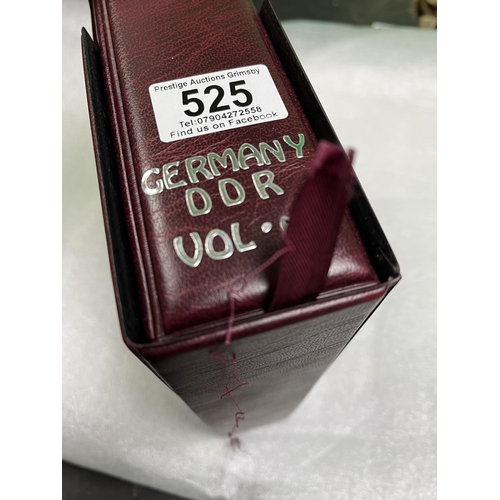 Prestige Auctions Grimsby
525
Tel:07904272558
Find us on Facebook
GERMANY
DDR
VOL.